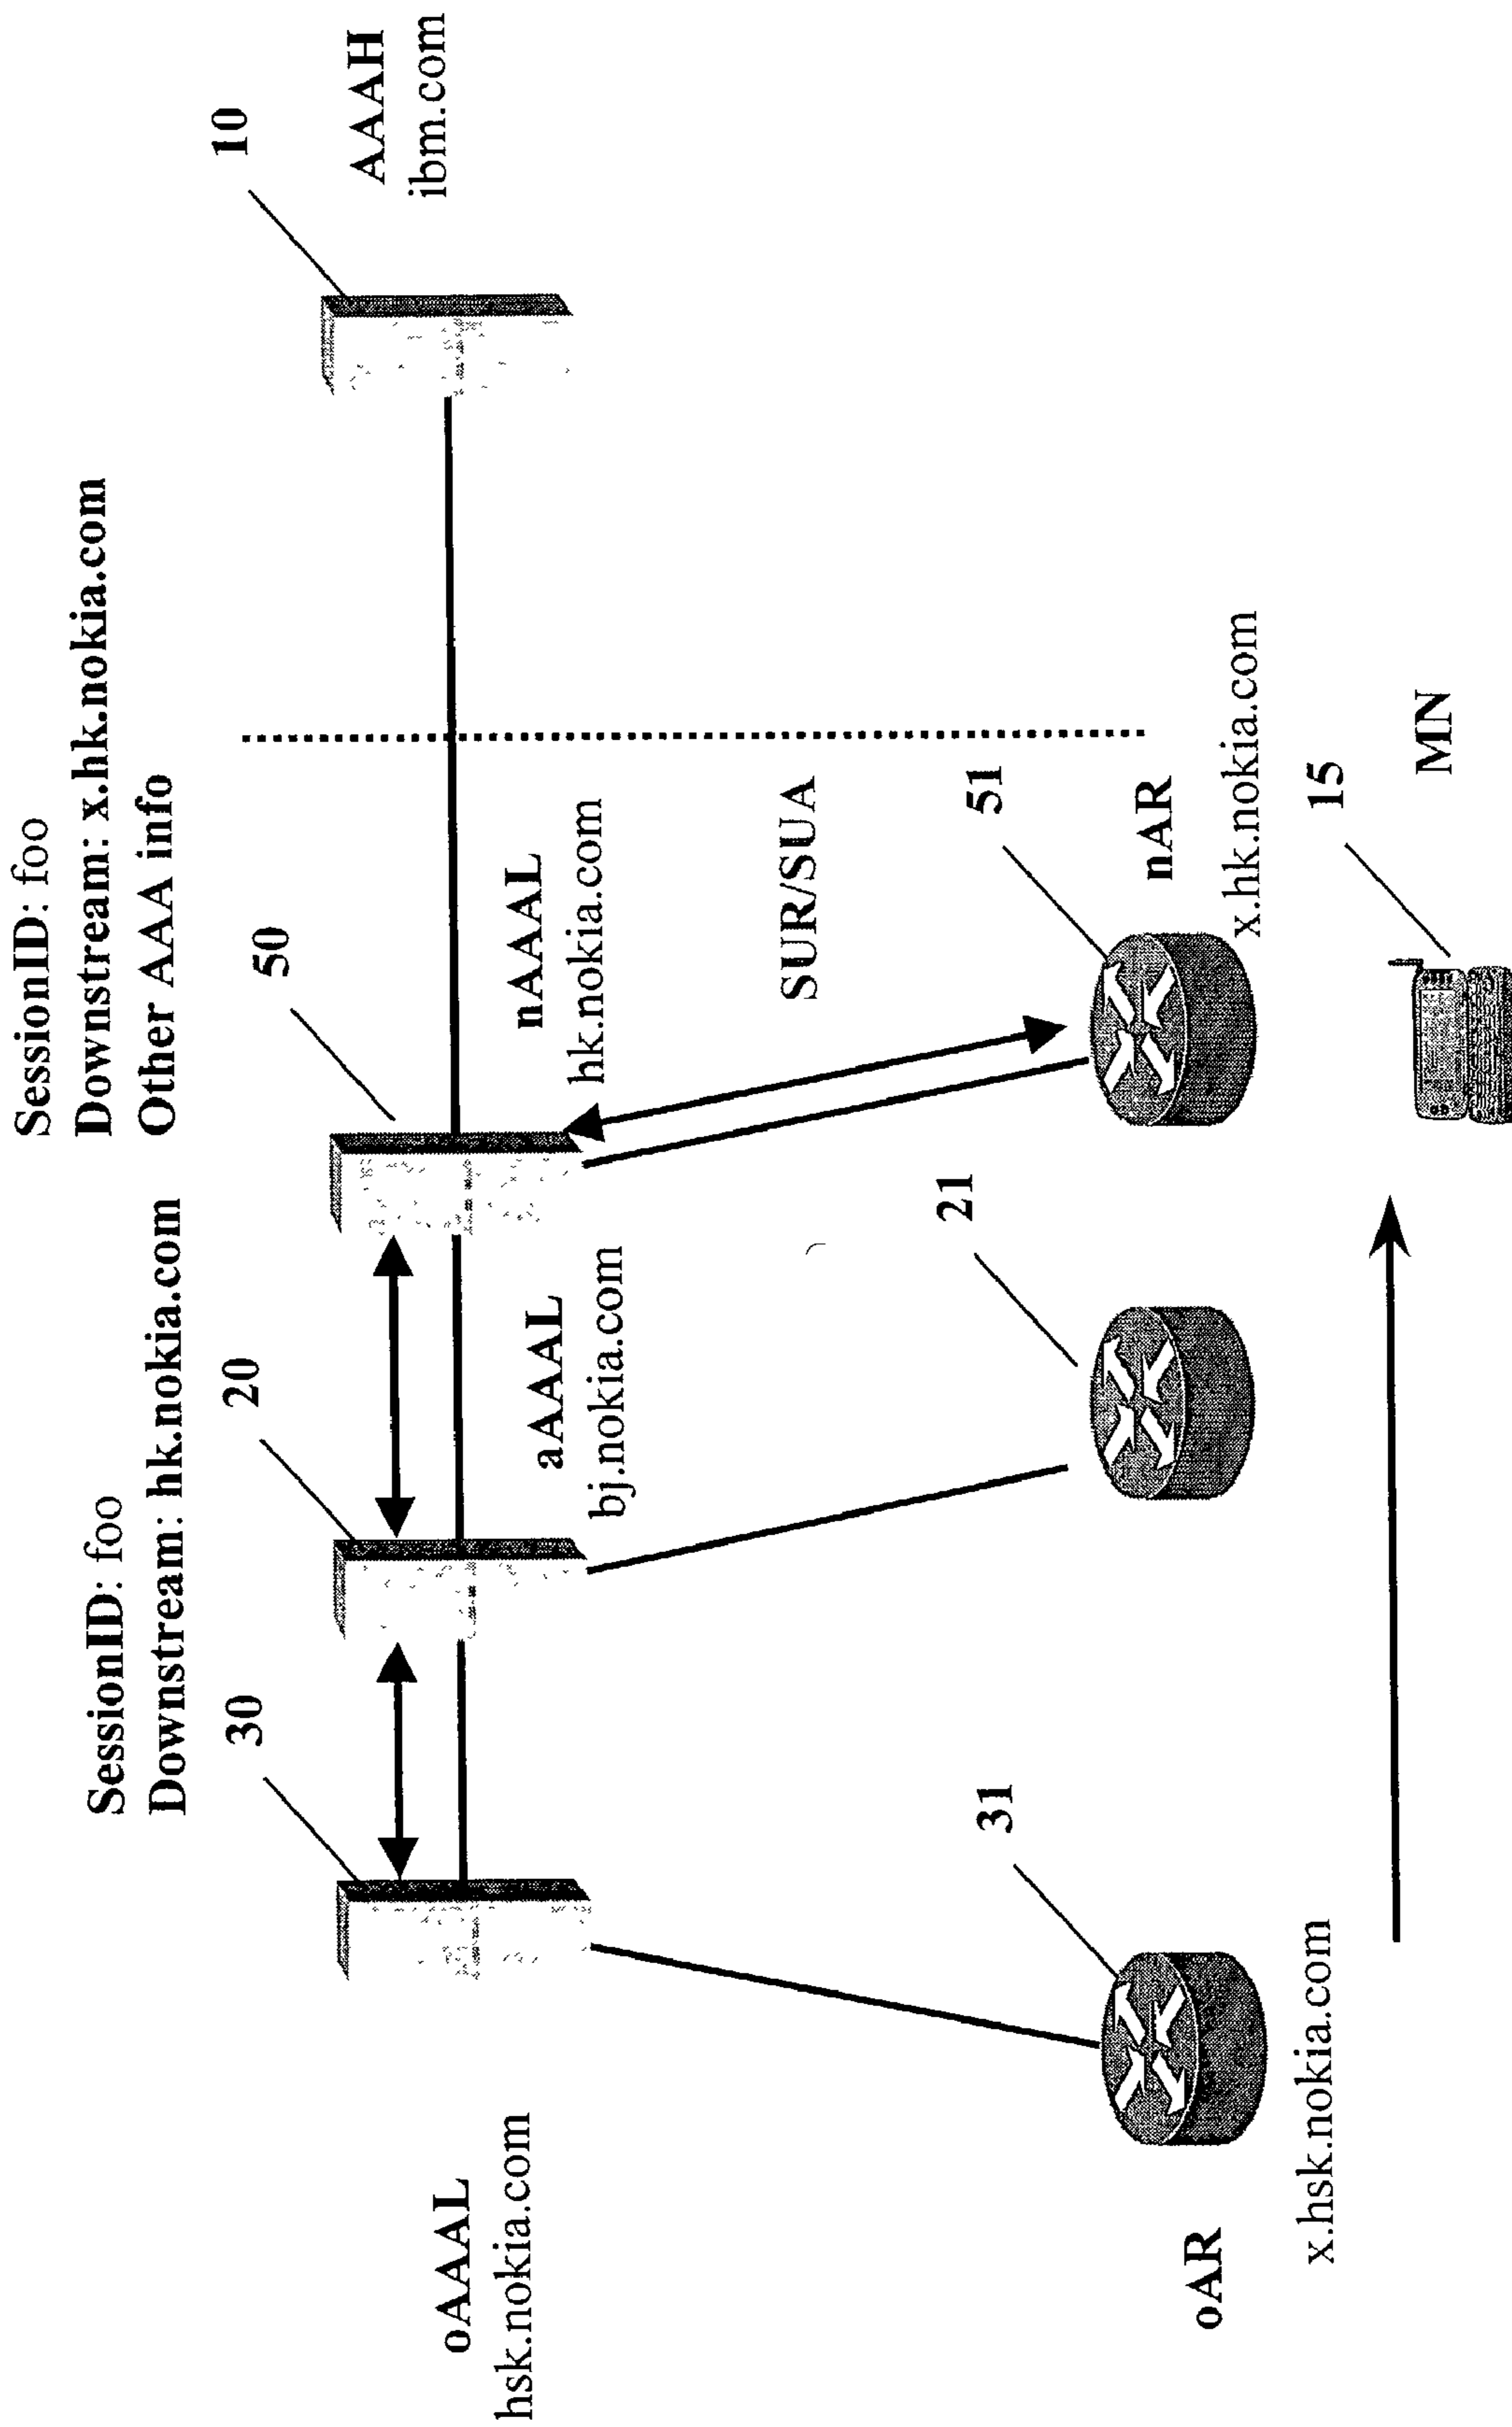 SessionID: foo
Downstream: x.hk.nokia.com
Other AAA info
SessionID: foo
Downstream: hk.nokia.com
30
20
50
10
oAAAL
hsk.nokia.com
aAAAL
bj.nokia.com
nAAAL
hk.nokia.com
AAAH
ibm.com
SUR/SUA
31
21
51
oAR
x.hsk.nokia.com
nAR
x.hk.nokia.com
15
MN